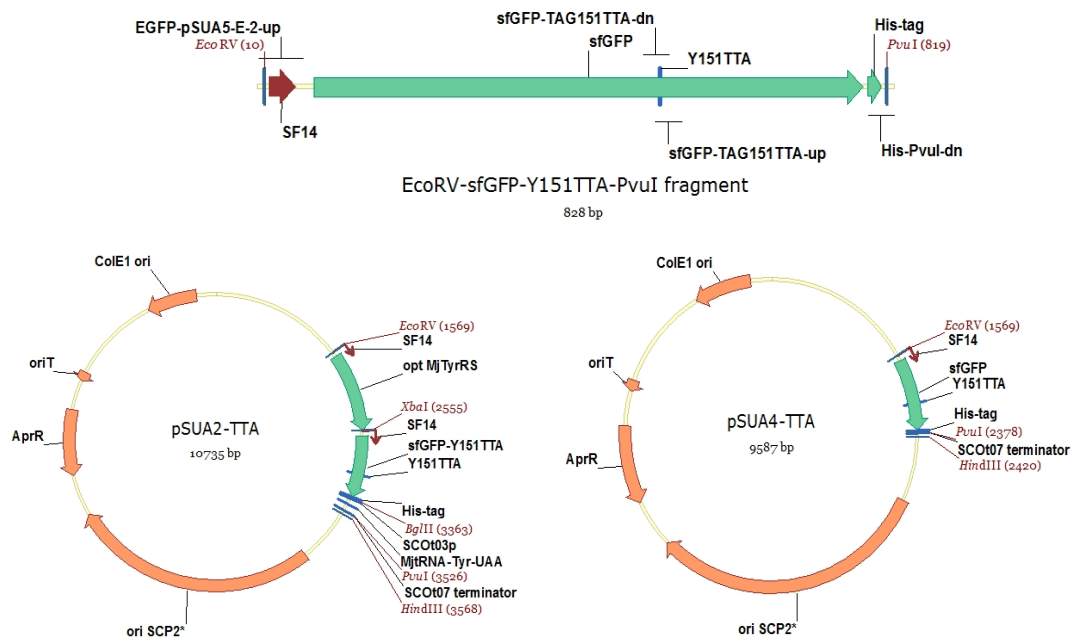 sfGFP-TAG151TTA-dn
EGFP-pSUA5-E-2-up
sfGFP
His-tag
EcoRV (10)
Y151TTA
PvuI (819)
SF14
sfGFP-TAG151TTA-up
His-PvuI-dn
EcoRV-sfGFP-Y151TTA-PvuI fragment
828 bp
ColE1 ori
EcoRV (1569)
SF14
opt MjTyrRS
oriT
XbaI (2555)
SF14
AprR
pSUA2-TTA
10735 bp
sfGFP-Y151TTA
Y151TTA
His-tag
BglII (3363)
SCOt03p
MjtRNA-Tyr-UAA
PvuI (3526)
SCOt07 terminator
HindIII (3568)
ori SCP2*
ColE1 ori
EcoRV (1569)
SF14
sfGFP
Y151TTA
oriT
His-tag
PvuI (2378)
SCOt07 terminator
HindIII (2420)
AprR
pSUA4-TTA
9587 bp
ori SCP2*